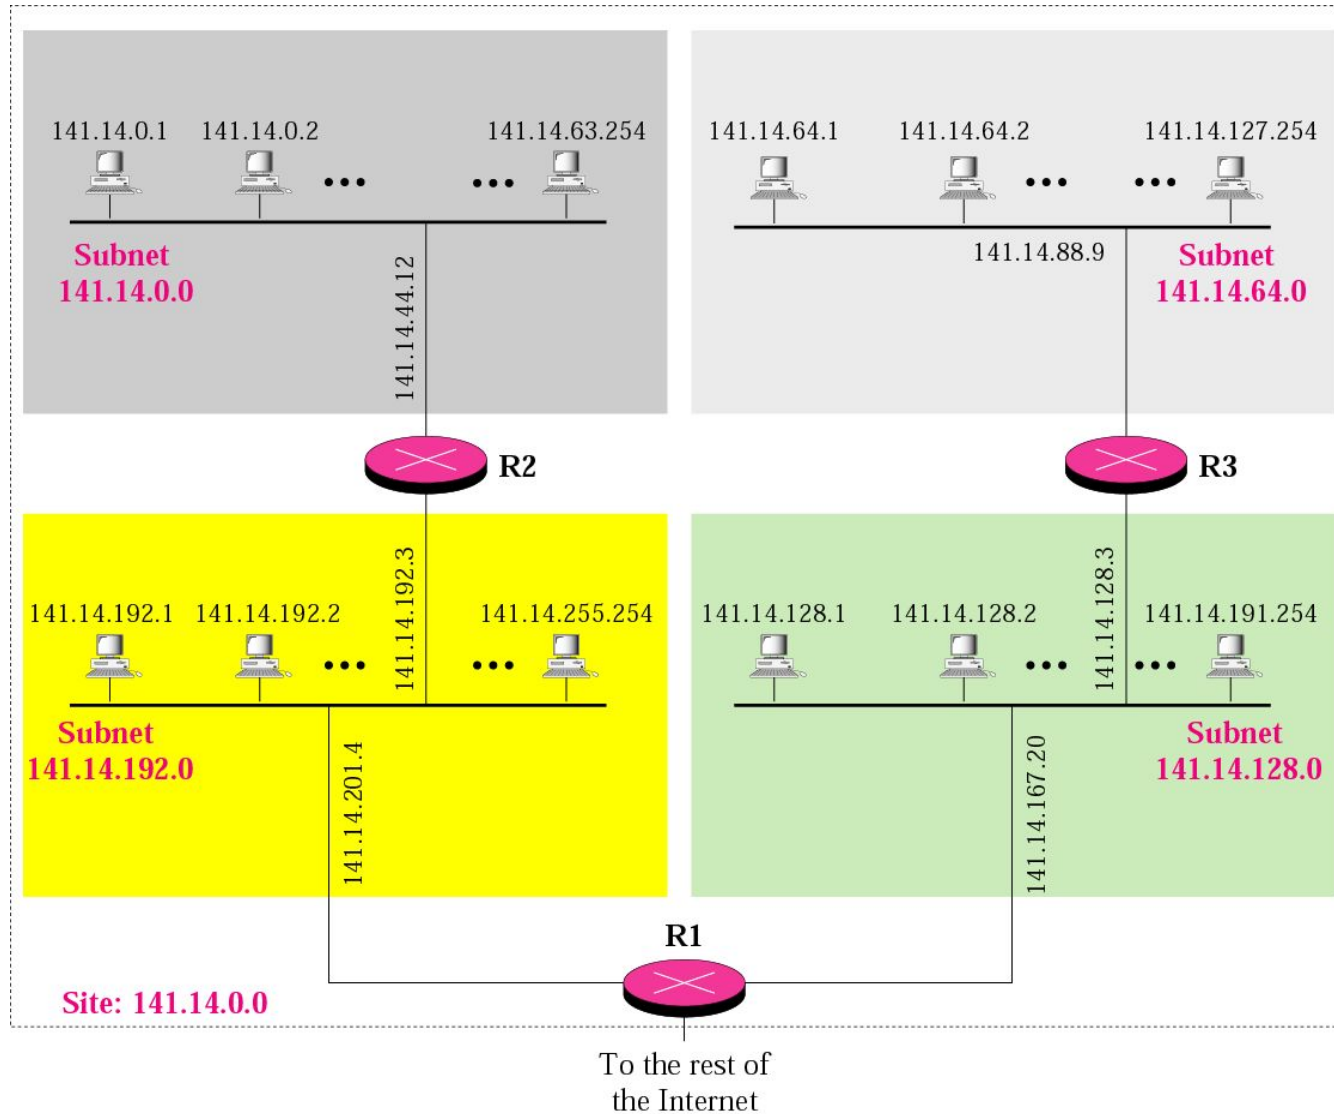 141.14.0.1
141.14.0.2
141.14.63.254
Subnet
141.14.0.0
141.14.44.12
141.14.64.1
141.14.64.2
141.14.127.254
141.14.88.9
Subnet
141.14.64.0
R2
R3
141.14.192.1
141.14.192.2
141.14.192.3
141.14.255.254
Subnet
141.14.192.0
141.14.201.4
141.14.128.1
141.14.128.2
141.14.128.3
141.14.191.254
Subnet
141.14.128.0
141.14.167.20
R1
Site: 141.14.0.0
To the rest of
the Internet